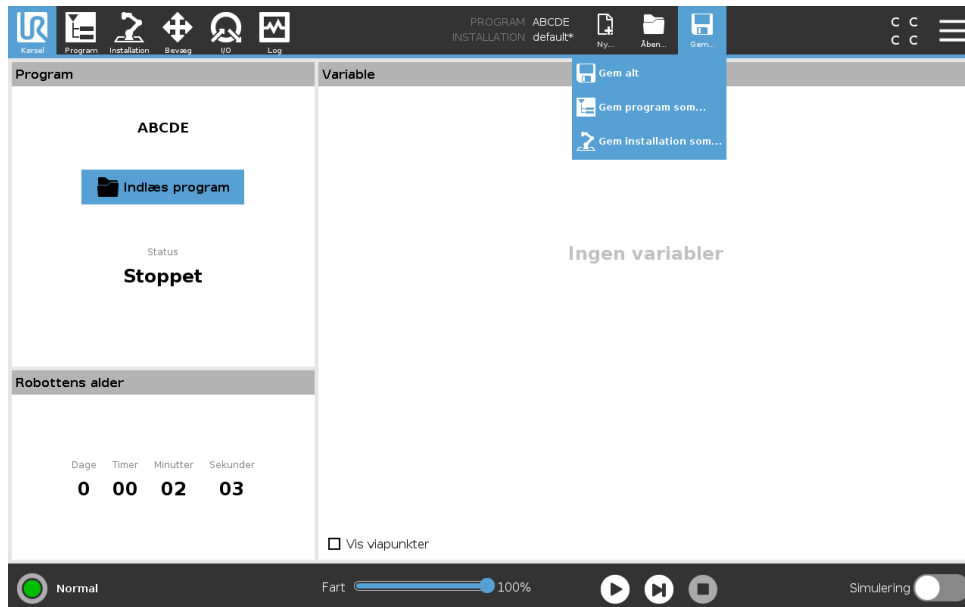 PROGRAM ABCDE
INSTALLATION default*
C C
C C
Kørsel Program Installation Bevæg I/O Log Ny... Åben... Gem...
Gem alt
Gem program som...
Gem installation som...
Program
ABCDE
Indlæs program
Status
Stoppet
Variable
Ingen variabler
Vis viapunkter
Robottens alder
Dage Timer Minutter Sekunder
0 00 02 03
Normal
Fart 100%
Simulering